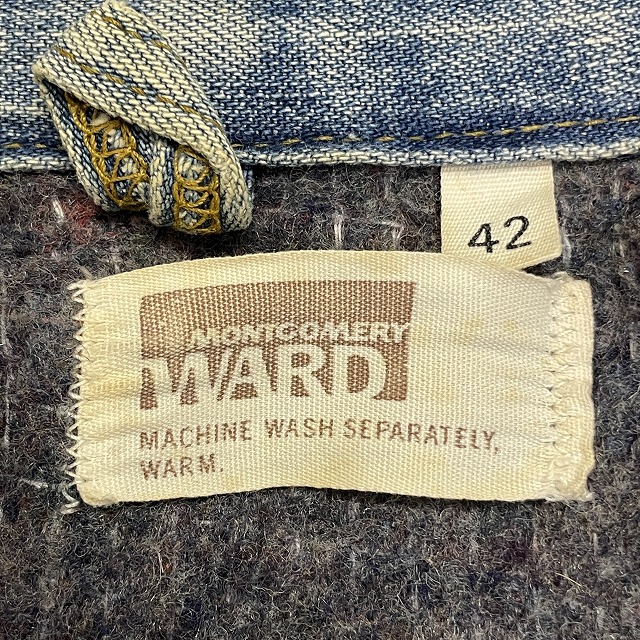 42
MONTGOMERY
WARD
MACHINE WASH SEPARATELY,
WARM.